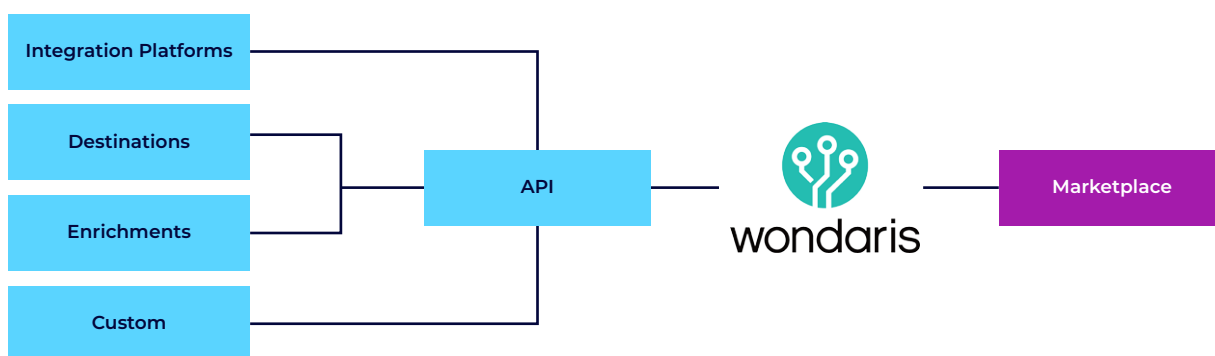 Integration Platforms
Destinations
Enrichments
Custom
API
wondaris
Marketplace